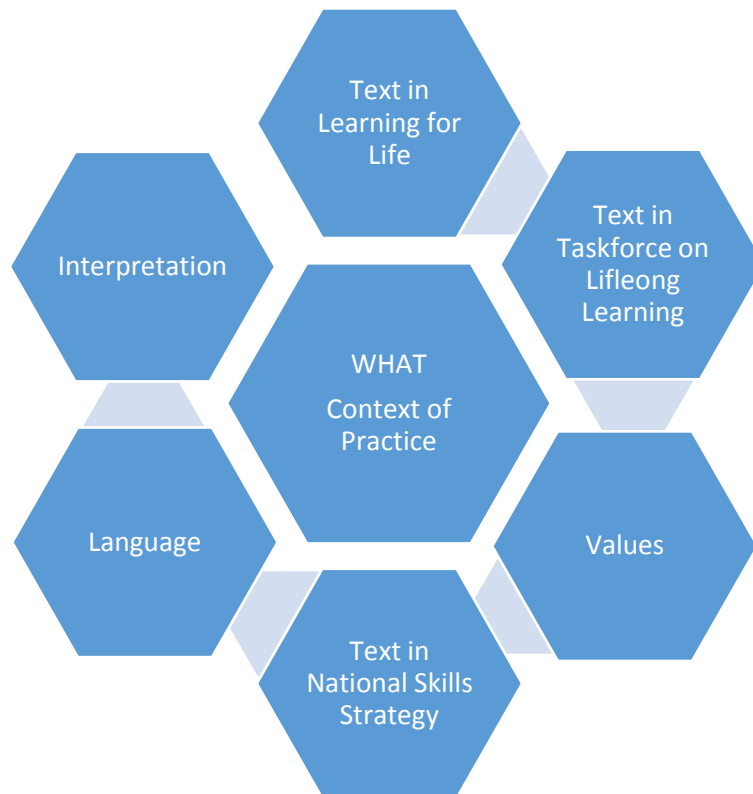 Text in
Learning for
Life
Text in
Taskforce on
Lifleong
Learning
Interpretation
WHAT
Context of
Practice
Language
Values
Text in
National Skills
Strategy